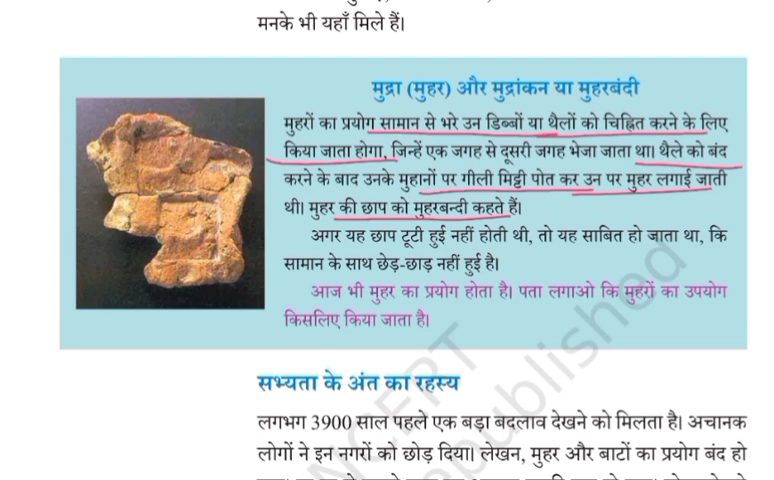 मनके भी यहाँ मिले हैं।
मुद्रा (मुहर) और मुद्रांकन या मुहरबंदी
मुहरों का प्रयोग सामान से भरे उन डिब्बों या थैलों को चिह्नित करने के लिए
किया जाता होगा, जिन्हें एक जगह से दूसरी जगह भेजा जाता था। थैले को बंद
करने के बाद उनके मुहानों पर गीली मिट्टी पोत कर उन पर मुहर लगाई जाती
थी। मुहर की छाप को मुहरबन्दी कहते हैं।
अगर यह छाप टूटी हुई नहीं होती थी, तो यह साबित हो जाता था, कि
सामान के साथ छेड़-छाड़ नहीं हुई है।
आज भी मुहर का प्रयोग होता है। पता लगाओ कि मुहरों का उपयोग
किसलिए किया जाता है।
सभ्यता के अंत का रहस्य
लगभग 3900 साल पहले एक बड़ा बदलाव देखने को मिलता है। अचानक
लोगों ने इन नगरों को छोड़ दिया। लेखन, मुहर और बाटों का प्रयोग बंद हो
NCERT
republished